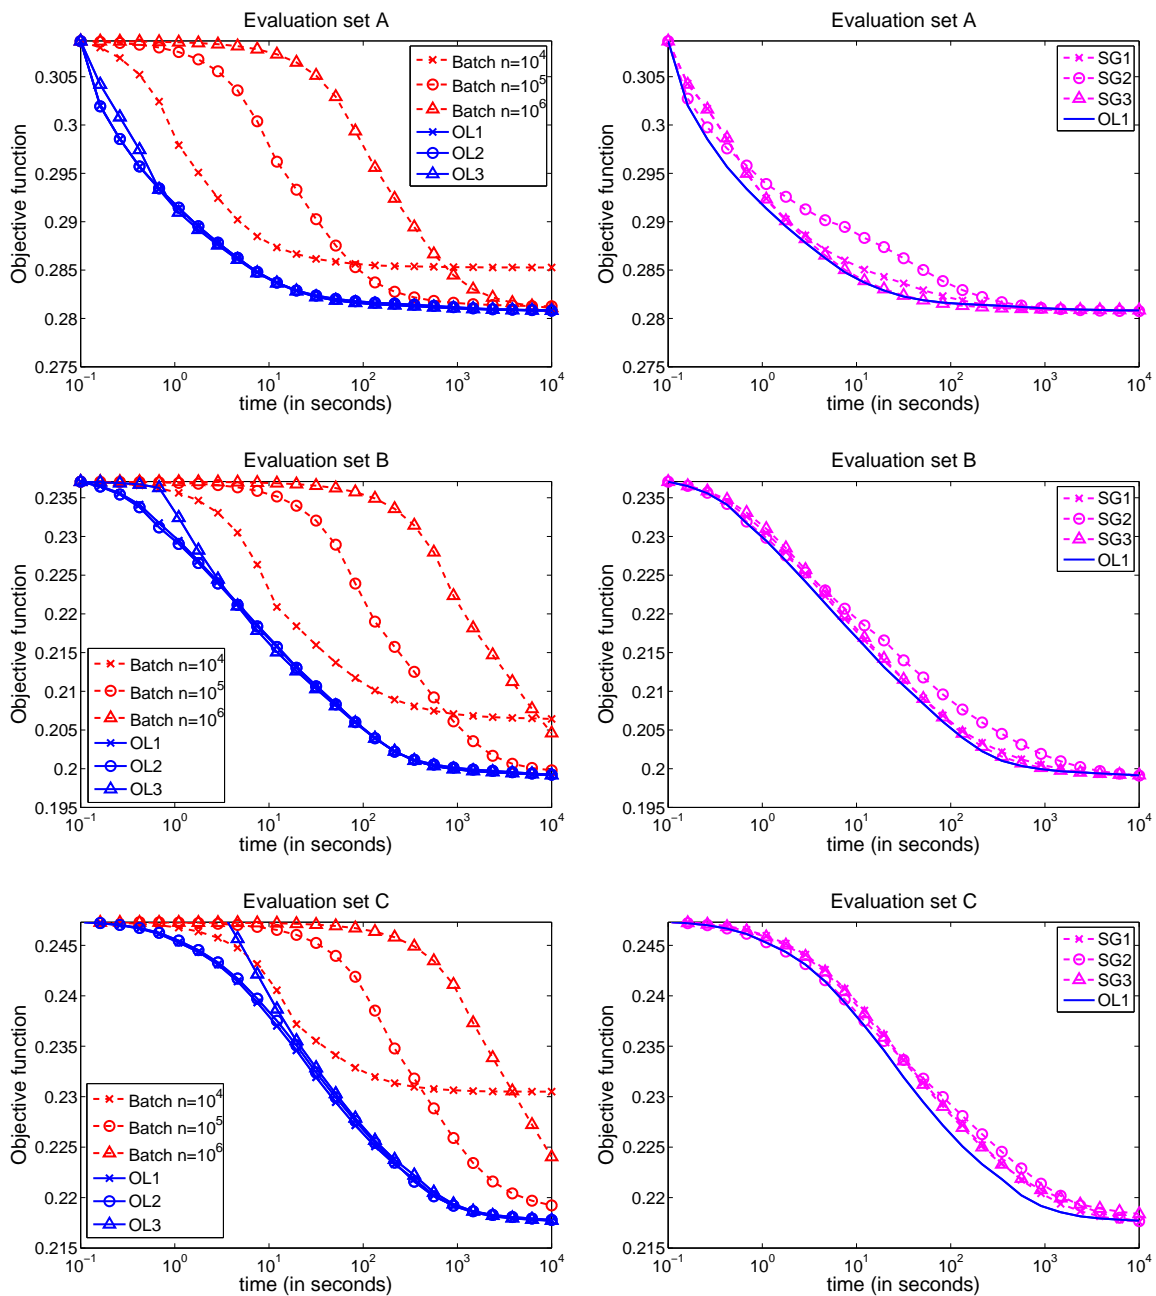 Evaluation set A
Objective function
0.305
0.3
0.295
0.29
0.285
0.28
0.275
10^-1
10^0
10^1
10^2
10^3
10^4
time (in seconds)
Batch n=10^4
Batch n=10^5
Batch n=10^6
OL1
OL2
OL3
Evaluation set A
Objective function
0.305
0.3
0.295
0.29
0.285
0.28
0.275
10^-1
10^0
10^1
10^2
10^3
10^4
time (in seconds)
SG1
SG2
SG3
OL1
Evaluation set B
Objective function
0.235
0.23
0.225
0.22
0.215
0.21
0.205
0.2
0.195
10^-1
10^0
10^1
10^2
10^3
10^4
time (in seconds)
Batch n=10^4
Batch n=10^5
Batch n=10^6
OL1
OL2
OL3
Evaluation set B
Objective function
0.235
0.23
0.225
0.22
0.215
0.21
0.205
0.2
0.195
10^-1
10^0
10^1
10^2
10^3
10^4
time (in seconds)
SG1
SG2
SG3
OL1
Evaluation set C
Objective function
0.245
0.24
0.235
0.23
0.225
0.22
0.215
10^-1
10^0
10^1
10^2
10^3
10^4
time (in seconds)
Batch n=10^4
Batch n=10^5
Batch n=10^6
OL1
OL2
OL3
Evaluation set C
Objective function
0.245
0.24
0.235
0.23
0.225
0.22
0.215
10^-1
10^0
10^1
10^2
10^3
10^4
time (in seconds)
SG1
SG2
SG3
OL1